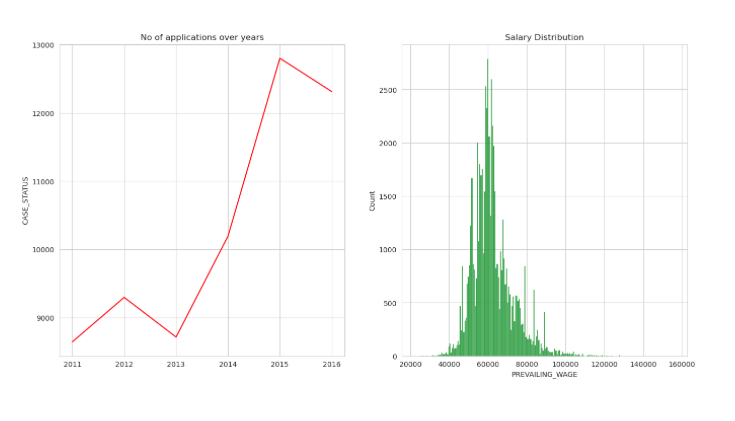 No of applications over years
CASE_STATUS
13000
12000
11000
10000
9000
2011 2012 2013 2014 2015 2016
Salary Distribution
Count
2500
2000
1500
1000
500
0
20000 40000 60000 80000 100000 120000 140000 160000
PREVAILING_WAGE